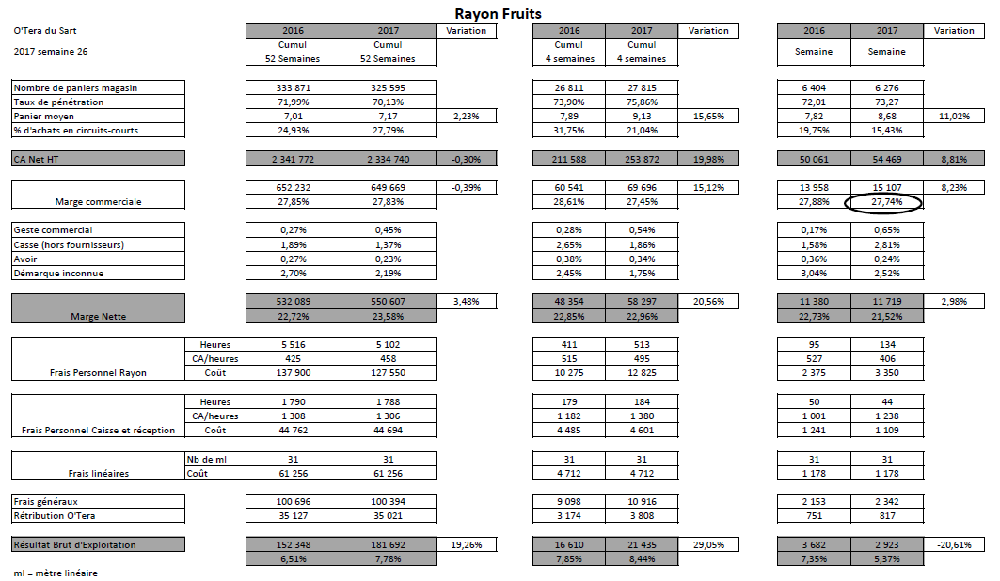 Rayon Fruits
O'Tera du Sart 2016 2017 Variation 2016 2017 Variation 2016 2017 Variation
2017 semaine 26 Cumul 52 Semaines Cumul 52 Semaines Cumul 4 semaines Cumul 4 semaines Semaine Semaine
Nombre de paniers magasin 333 871 325 595 26 811 27 815 6 404 6 276
Taux de pénétration 71,99% 70,13% 73,90% 75,86% 72,01 73,27
Panier moyen 7,01 7,17 2,23% 7,89 9,13 15,65% 7,82 8,68 11,02%
% d'achats en circuits-courts 24,93% 27,79% 31,75% 21,04% 19,75% 15,43%
CA Net HT 2 341 772 2 334 740 -0,30% 211 588 253 872 19,98% 50 061 54 469 8,81%
652 232 649 669 -0,39% 60 541 69 696 15,12% 13 958 15 107 8,23%
Marge commerciale 27,85% 27,83% 28,61% 27,45% 27,88% 27,74%
Geste commercial 0,27% 0,45% 0,28% 0,54% 0,17% 0,65%
Casse (hors fournisseurs) 1,89% 1,37% 2,65% 1,86% 1,58% 2,81%
Avoir 0,27% 0,23% 0,38% 0,34% 0,36% 0,24%
Démarque inconnue 2,70% 2,19% 2,45% 1,75% 3,04% 2,52%
532 089 550 607 3,48% 48 354 58 297 20,56% 11 380 11 719 2,98%
Marge Nette 22,72% 23,58% 22,85% 22,96% 22,73% 21,52%
Heures 5 516 5 102 411 513 95 134
CA/heures 425 458 515 495 527 406
Frais Personnel Rayon Coût 137 900 127 550 10 275 12 825 2 375 3 350
Heures 1 790 1 788 179 184 50 44
CA/heures 1 308 1 306 1 182 1 380 1 001 1 238
Frais Personnel Caisse et réception Coût 44 762 44 694 4 485 4 601 1 241 1 109
Nb de ml 31 31 31 31 31 31
Frais linéaires Coût 61 256 61 256 4 712 4 712 1 178 1 178
Frais généraux 100 696 100 394 9 098 10 916 2 153 2 342
Rétribution O'Tera 35 127 35 021 3 174 3 808 751 817
Résultat Brut d'Exploitation 152 348 181 692 19,26% 16 610 21 435 29,05% 3 682 2 923 -20,61%
6,51% 7,78% 7,85% 8,44% 7,35% 5,37%
ml = mètre linéaire